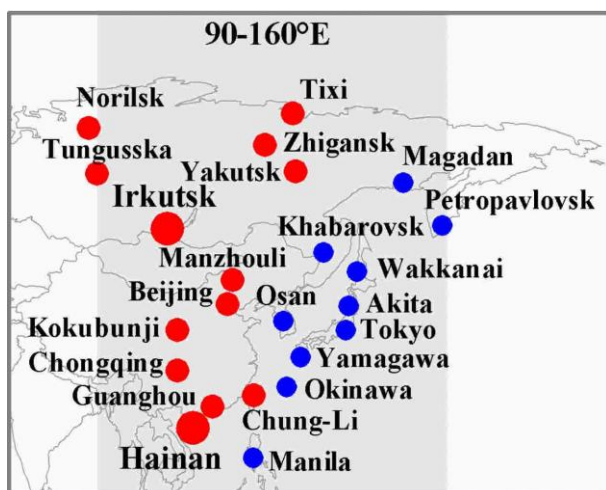 90-160°E
Tixi
Norilsk
Zhigansk
Tungusska
Yakutsk
Magadan
Irkutsk
Petropavlovsk
Khabarovsk
Manzhouli
Wakkanai
Beijing
Osan
Akita
Kokubunji
Tokyo
Yamagawa
Chongqing
Okinawa
Guanghou
Chung-Li
Hainan
Manila